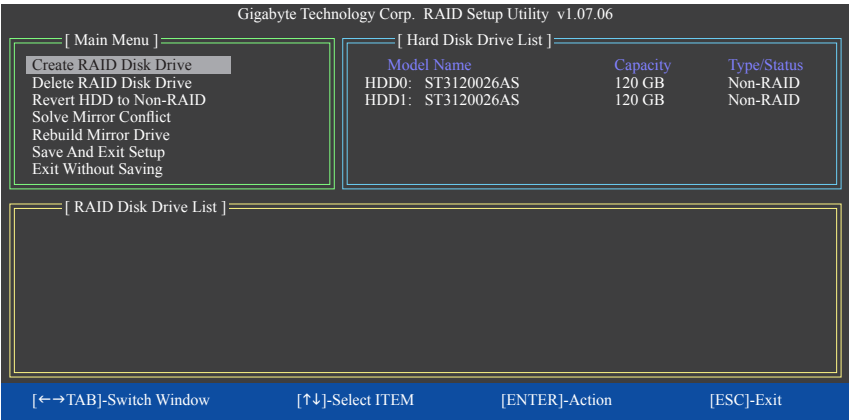 Gigabyte Technology Corp. RAID Setup Utility v1.07.06
[ Main Menu ]
Create RAID Disk Drive
Delete RAID Disk Drive
Revert HDD to Non-RAID
Solve Mirror Conflict
Rebuild Mirror Drive
Save And Exit Setup
Exit Without Saving
[ Hard Disk Drive List ]
Model Name Capacity Type/Status
HDD0: ST3120026AS 120 GB Non-RAID
HDD1: ST3120026AS 120 GB Non-RAID
[ RAID Disk Drive List ]
[←→TAB]-Switch Window [↑↓]-Select ITEM [ENTER]-Action [ESC]-Exit